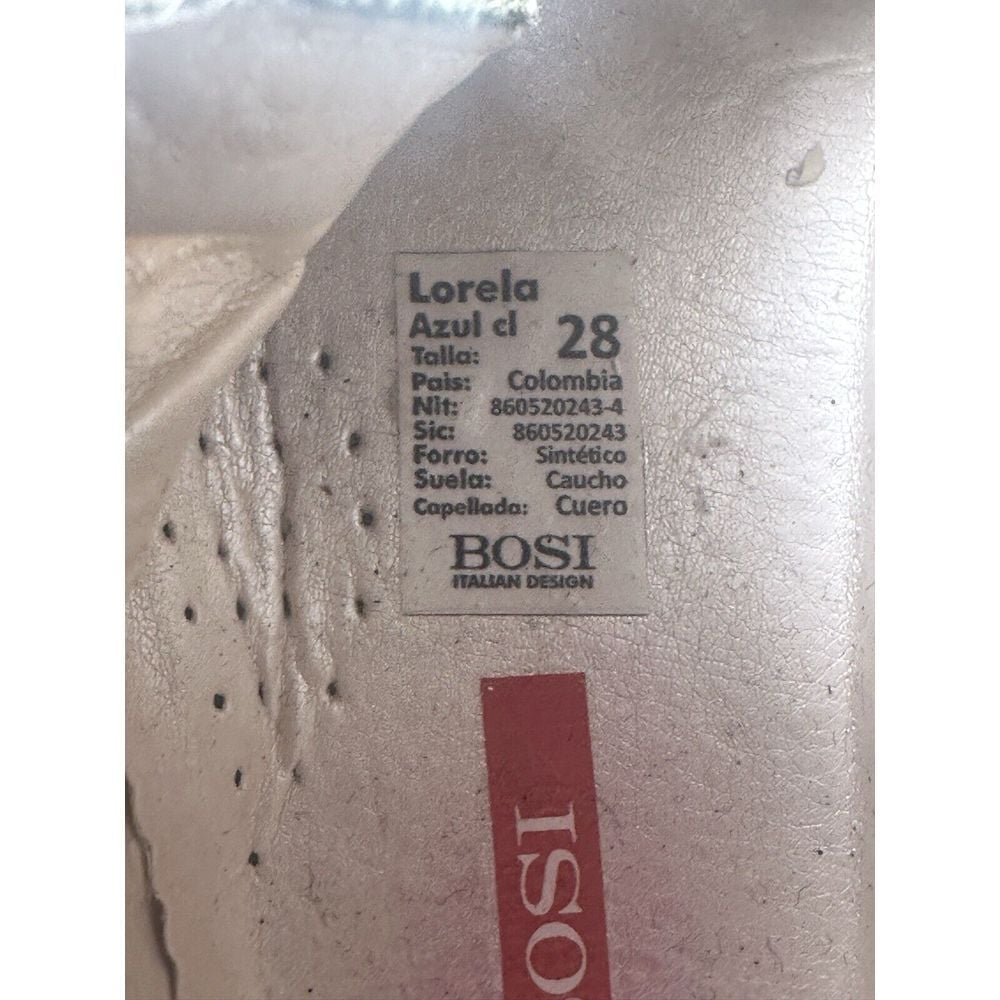 Lorela
Azul cl
Talla: 28
Pais: Colombia
Nit: 860520243-4
Sic: 860520243
Forro: Sintético
Suela: Caucho
Capellada: Cuero
BOSI
ITALIAN DESIGN
OSI